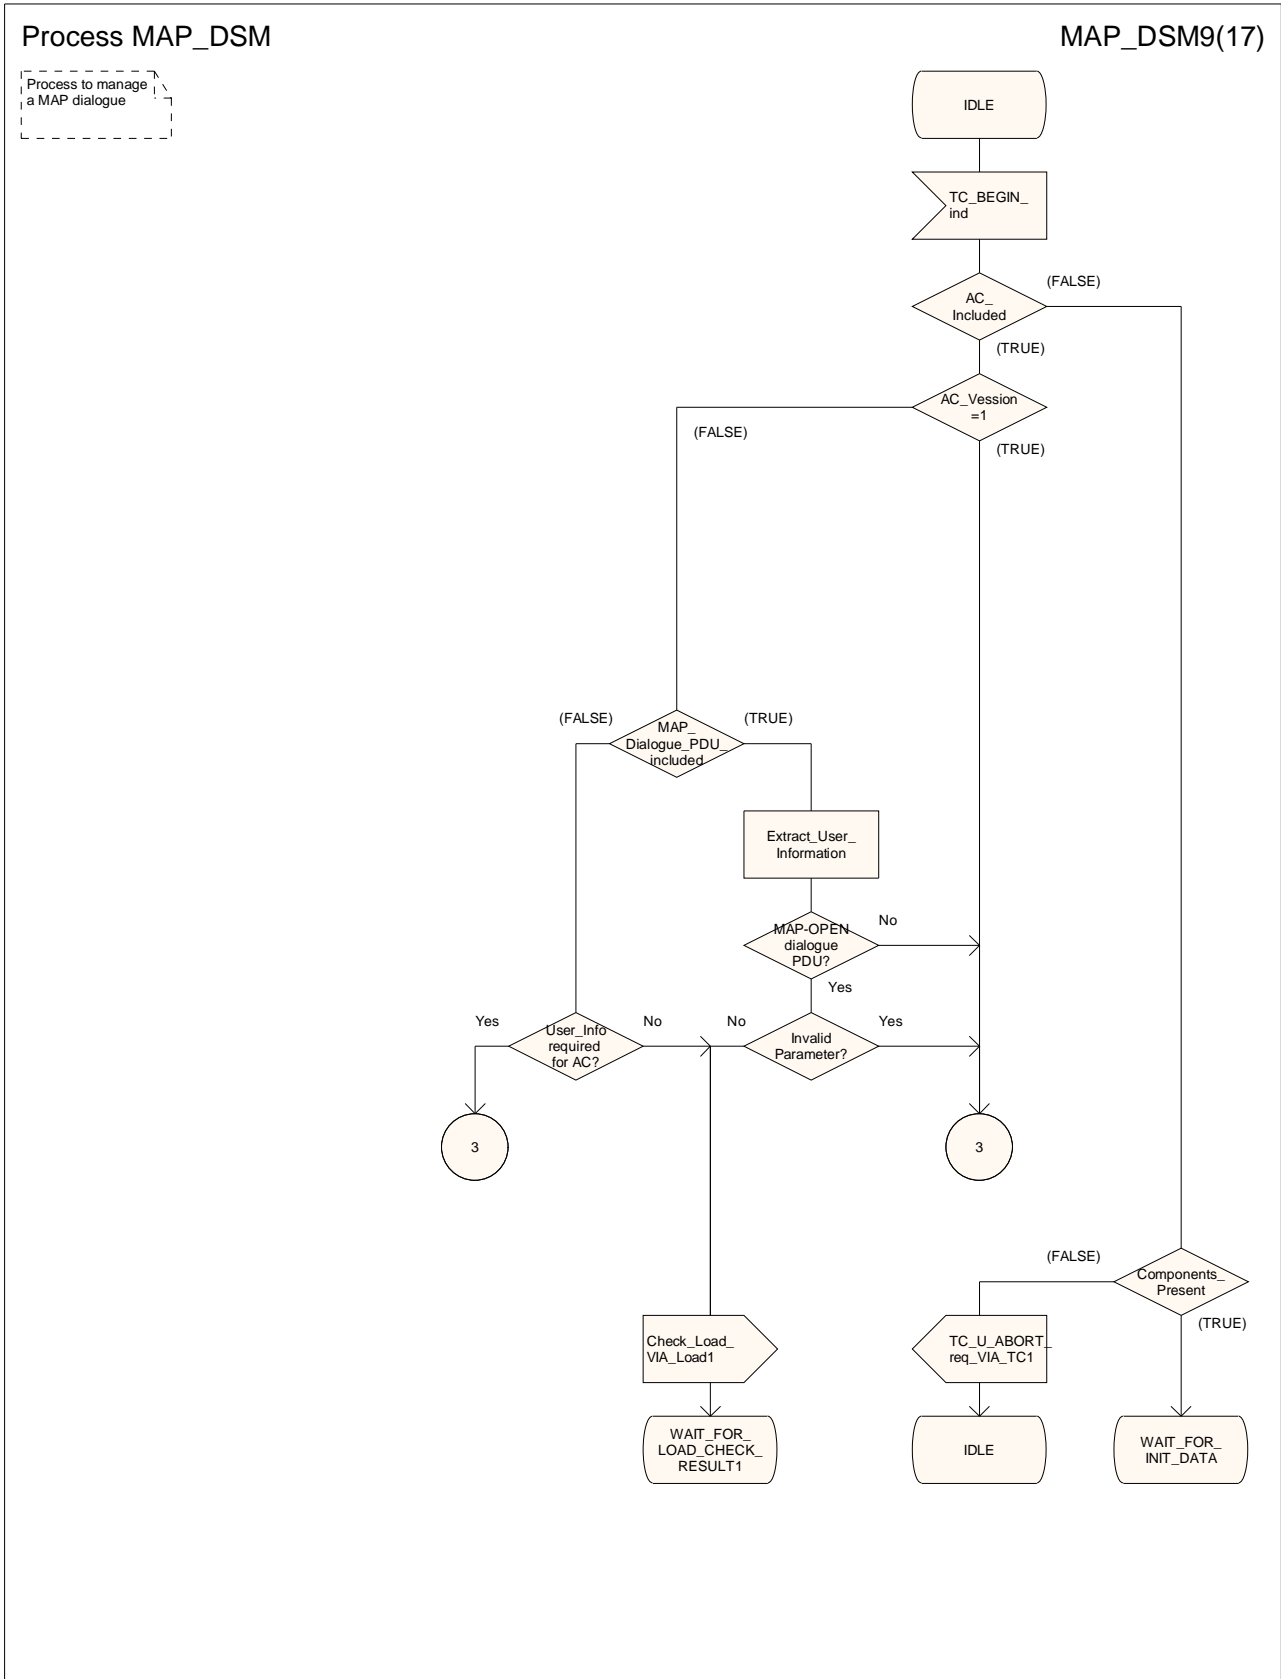 Process MAP_DSM
MAP_DSM9(17)
Process to manage
a MAP dialogue
IDLE
TC_BEGIN_
ind
(FALSE)
AC_
Included
(TRUE)
AC_Vession
=1
(FALSE)
(TRUE)
(FALSE)
(TRUE)
MAP_
Dialogue_PDU_
included
Extract_User_
Information
No
MAP-OPEN
dialogue
PDU?
Yes
Yes
No
No
Yes
User_Info
required
for AC?
Invalid
Parameter?
3
3
(FALSE)
Components_
Present
(TRUE)
Check_Load_
VIA_Load1
TC_U_ABORT_
req_VIA_TC1
WAIT_FOR_
LOAD_CHECK_
RESULT1
IDLE
WAIT_FOR_
INIT_DATA